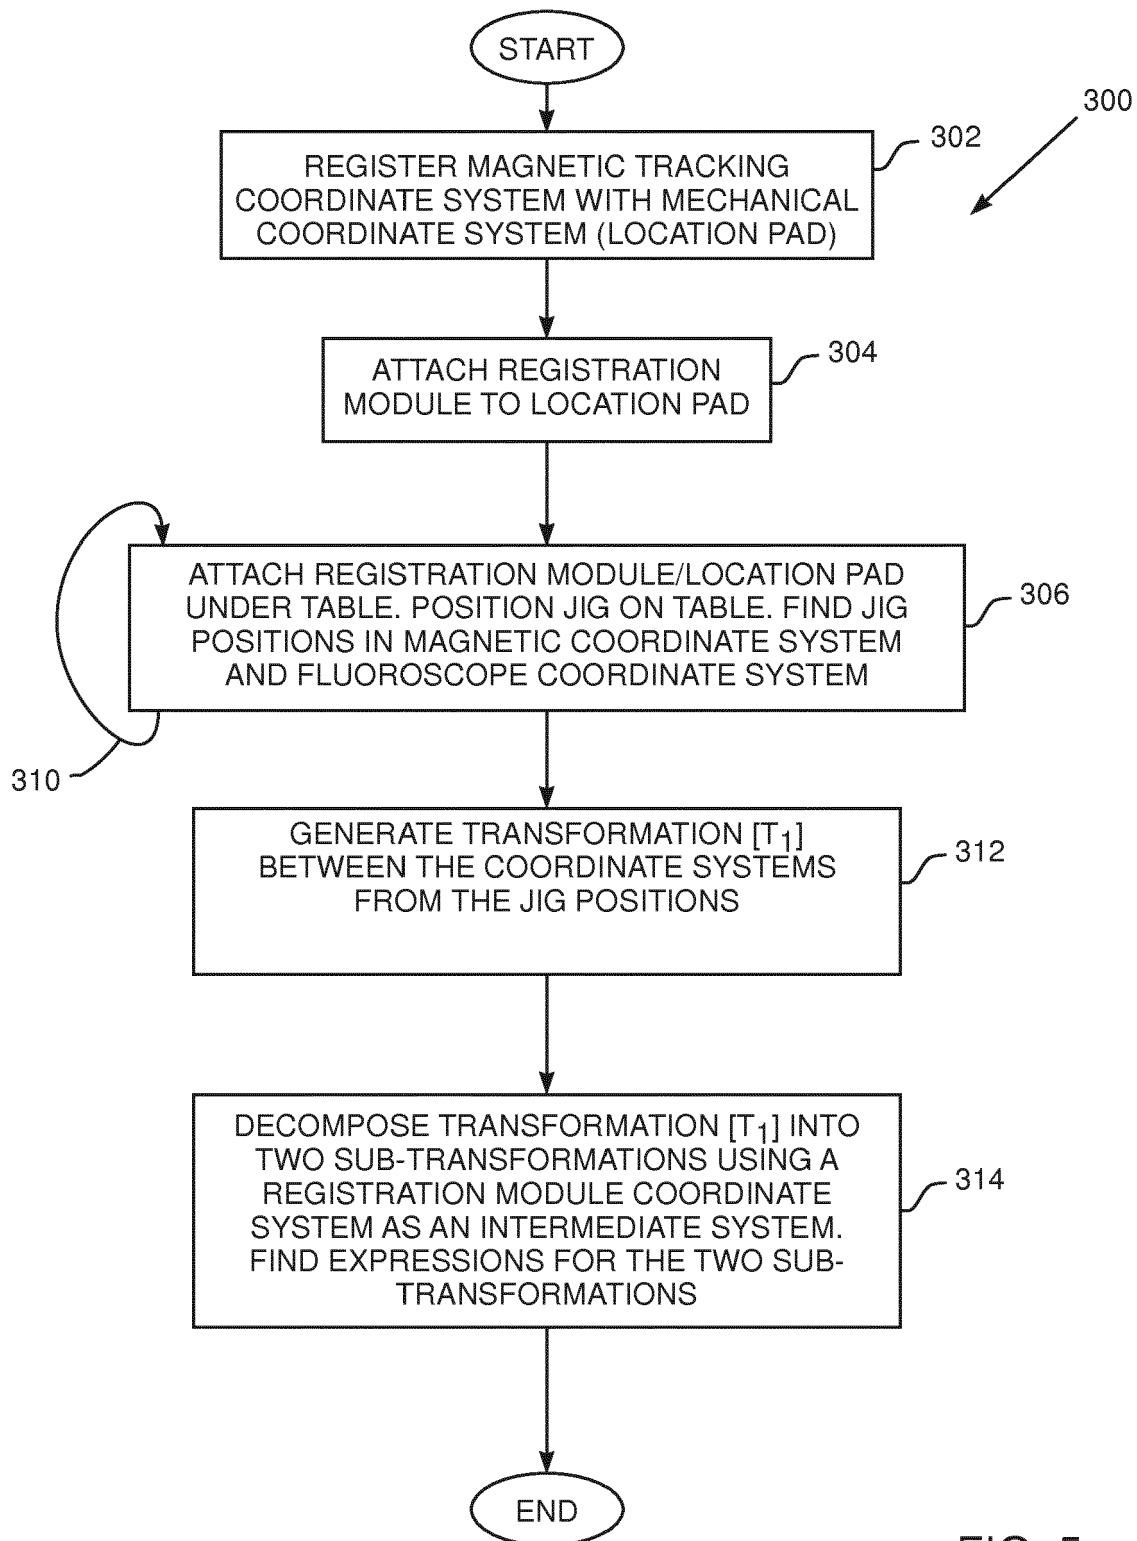 START
300
302
REGISTER MAGNETIC TRACKING
COORDINATE SYSTEM WITH MECHANICAL
COORDINATE SYSTEM (LOCATION PAD)
304
ATTACH REGISTRATION
MODULE TO LOCATION PAD
306
ATTACH REGISTRATION MODULE/LOCATION PAD
UNDER TABLE. POSITION JIG ON TABLE. FIND JIG
POSITIONS IN MAGNETIC COORDINATE SYSTEM
AND FLUOROSCOPE COORDINATE SYSTEM
310
312
GENERATE TRANSFORMATION [T1]
BETWEEN THE COORDINATE SYSTEMS
FROM THE JIG POSITIONS
314
DECOMPOSE TRANSFORMATION [T1] INTO
TWO SUB-TRANSFORMATIONS USING A
REGISTRATION MODULE COORDINATE
SYSTEM AS AN INTERMEDIATE SYSTEM.
FIND EXPRESSIONS FOR THE TWO SUB-
TRANSFORMATIONS
END